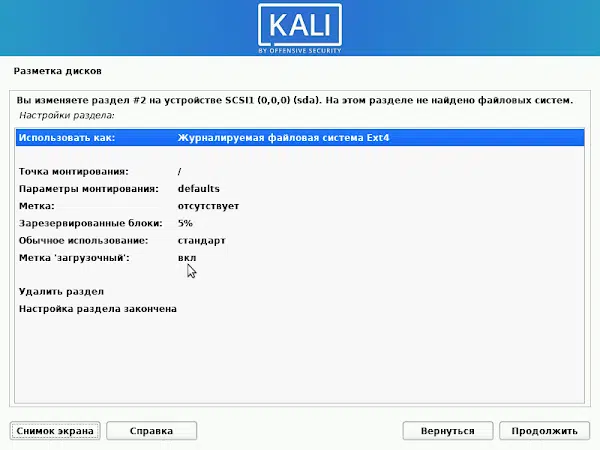 KALI
BY OFFENSIVE SECURITY
Разметка дисков
Вы изменяете раздел #2 на устройстве SCSI1 (0,0,0) (sda). На этом разделе не найдено файловых систем.
Настройки раздела:
Использовать как: Журналируемая файловая система Ext4
Точка монтирования: /
Параметры монтирования: defaults
Метка: отсутствует
Зарезервированные блоки: 5%
Обычное использование: стандарт
Метка 'загрузочный': вкл
Удалить раздел
Настройка раздела закончена
Снимок экрана Справка Вернуться Продолжить